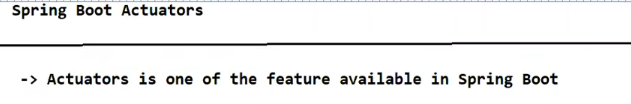 Spring Boot Actuators
-> Actuators is one of the feature available in Spring Boot